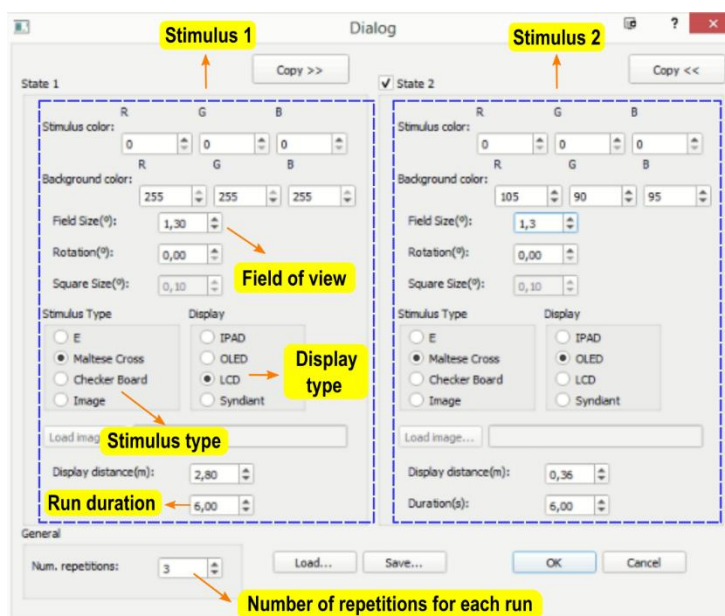 Dialog
?
Stimulus 1
Stimulus 2
Copy >>
Copy <<
State 1
State 2
R G B
Stimulus color:
0 0 0
R G B
Background color:
255 255 255
Field Size(º):
1,30
Rotation(º):
0,00
Field of view
Square Size(º):
0,10
Stimulus Type
Display
E
Maltese Cross
Checker Board
Image
IPAD
OLED
LCD
Syndiant
Display
type
Stimulus type
Display distance(m):
2,80
Run duration
6,00
R G B
Stimulus color:
0 0 0
R G B
Background color:
105 90 95
Field Size(º):
1,3
Rotation(º):
0,00
Square Size(º):
0,10
Stimulus Type
Display
E
Maltese Cross
Checker Board
Image
IPAD
OLED
LCD
Syndiant
Load image...
Display distance(m):
0,36
Duration(s):
6,00
General
Num. repetitions:
3
Load...
Save...
OK
Cancel
Number of repetitions for each run